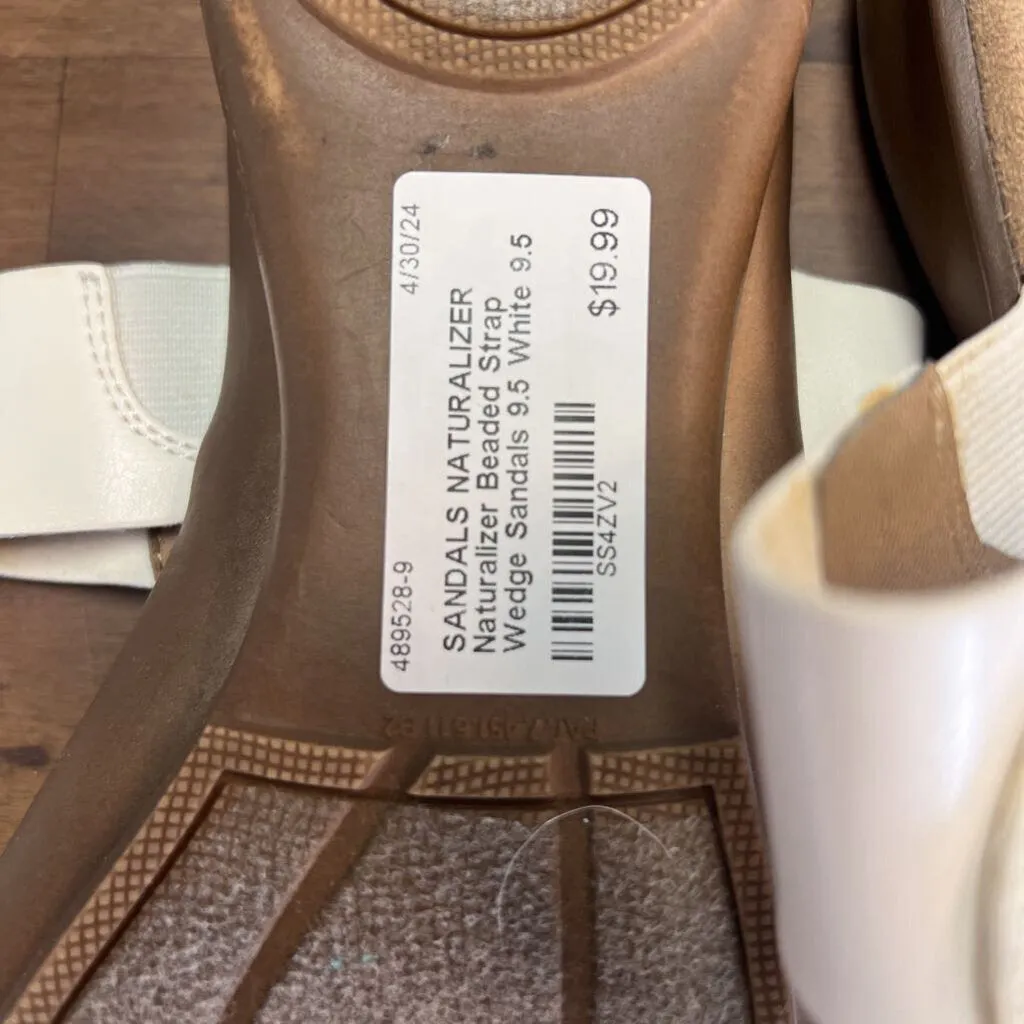 489528-9 4/30/24
SANDALS NATURALIZER
Naturalizer Beaded Strap
Wedge Sandals 9.5 White 9.5
SS4ZV2
$19.99